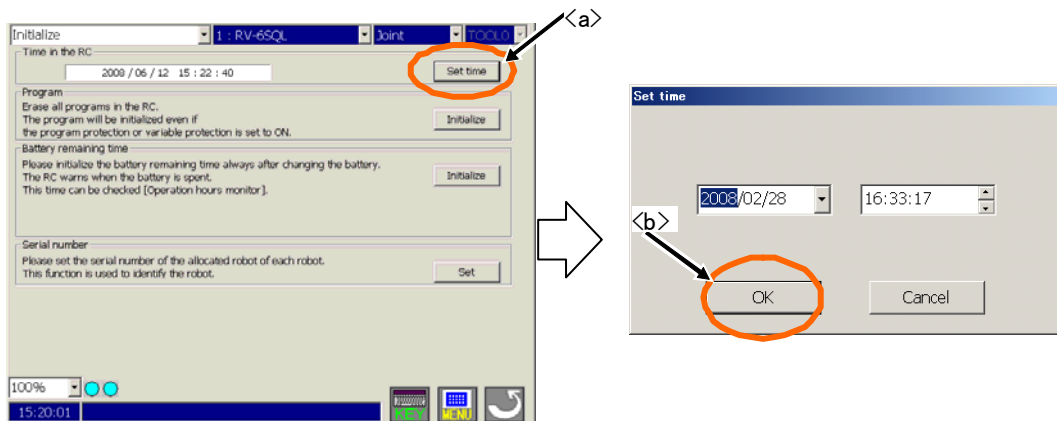 <a>
Initialize 1 : RV-6SQL Joint TOOL0
Time in the RC
2008 / 06 / 12 15 : 22 : 40 Set time
Program
Erase all programs in the RC.
The program will be initialized even if
the program protection or variable protection is set to ON.
Initialize
Battery remaining time
Please initialize the battery remaining time always after changing the battery.
The RC warns when the battery is spent.
This time can be checked [Operation hours monitor].
Initialize
Serial number
Please set the serial number of the allocated robot of each robot.
This function is used to identify the robot.
Set
100%
15:20:01
KEY MENU
Set time
2008/02/28 16:33:17
<b>
OK Cancel